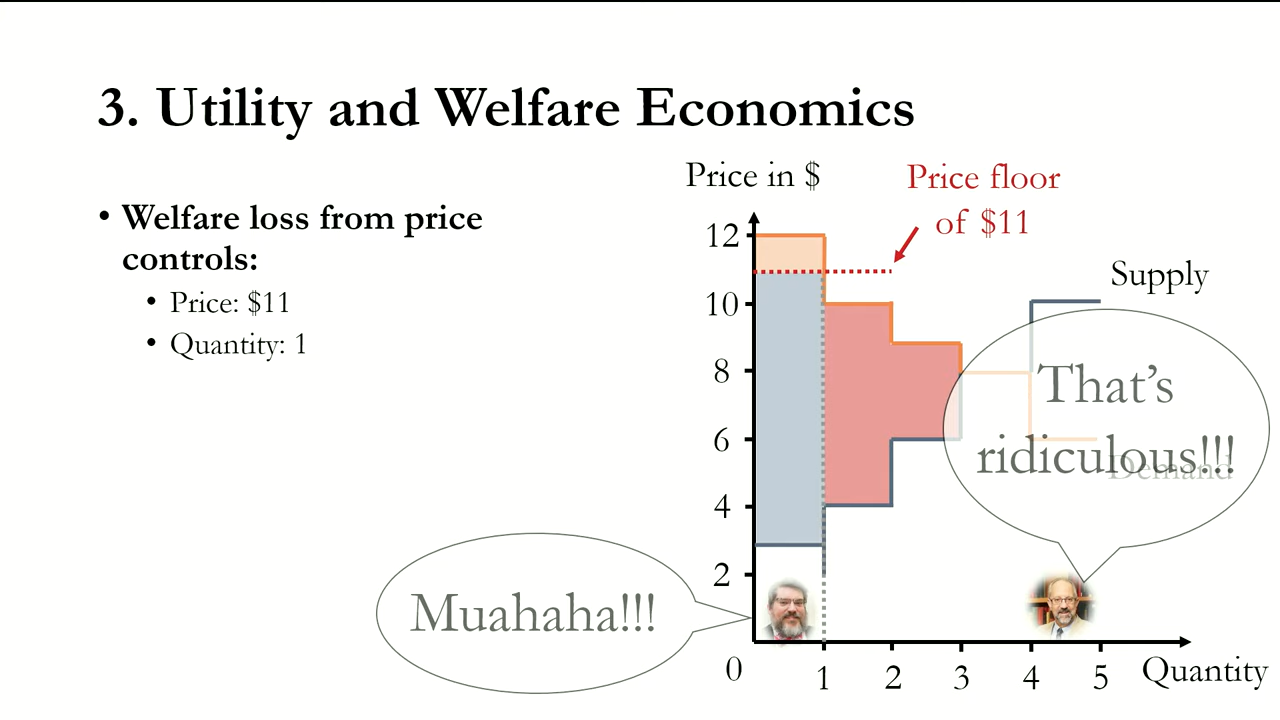 3. Utility and Welfare Economics
• Welfare loss from price
controls:
• Price: $11
• Quantity: 1
Price in $
Price floor
of $11
12
10
8
6
4
2
0
1
2
3
4
5
Quantity
Supply
Demand
That's
ridiculous!!!
Muahaha!!!